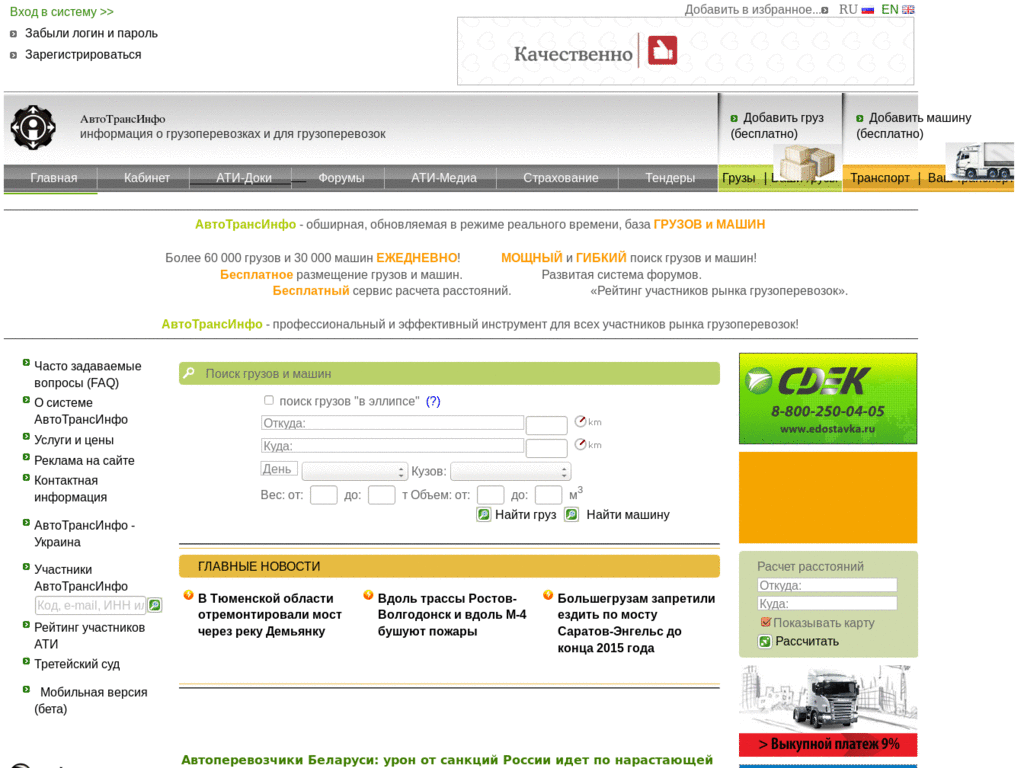 Вход в систему >>
Забыли логин и пароль
Зарегистрироваться
Добавить в избранное...
RU EN
Качественно
АвтоТрансИнфо
информация о грузоперевозках и для грузоперевозок
Добавить груз
(бесплатно)
Добавить машину
(бесплатно)
Главная Кабинет АТИ-Доки Форумы АТИ-Медиа Страхование Тендеры Грузы | Ваши грузы Транспорт | Ваш транспорт
АвтоТрансИнфо - обширная, обновляемая в режиме реального времени, база ГРУЗОВ и МАШИН
Более 60 000 грузов и 30 000 машин ЕЖЕДНЕВНО! МОЩНЫЙ и ГИБКИЙ поиск грузов и машин!
Бесплатное размещение грузов и машин. Развитая система форумов.
Бесплатный сервис расчета расстояний. «Рейтинг участников рынка грузоперевозок».
АвтоТрансИнфо - профессиональный и эффективный инструмент для всех участников рынка грузоперевозок!
Часто задаваемые
вопросы (FAQ)
О системе
АвтоТрансИнфо
Услуги и цены
Реклама на сайте
Контактная
информация
АвтоТрансИнфо -
Украина
Участники
АвтоТрансИнфо
Код, e-mail, ИНН ил
Рейтинг участников
АТИ
Третейский суд
Мобильная версия
(бета)
Поиск грузов и машин
поиск грузов "в эллипсе" (?)
Откуда: km
Куда: km
День Кузов:
Вес: от: до: т Объем: от: до: м3
Найти груз Найти машину
ГЛАВНЫЕ НОВОСТИ
В Тюменской области
отремонтировали мост
через реку Демьянку
Вдоль трассы Ростов-
Волгодонск и вдоль М-4
бушуют пожары
Большегрузам запретили
ездить по мосту
Саратов-Энгельс до
конца 2015 года
Автоперевозчики Беларуси: урон от санкций России идет по нарастающей
CDEK
8-800-250-04-05
www.edostavka.ru
Расчет расстояний
Откуда:
Куда:
Показывать карту
Рассчитать
> Выкупной платеж 9%